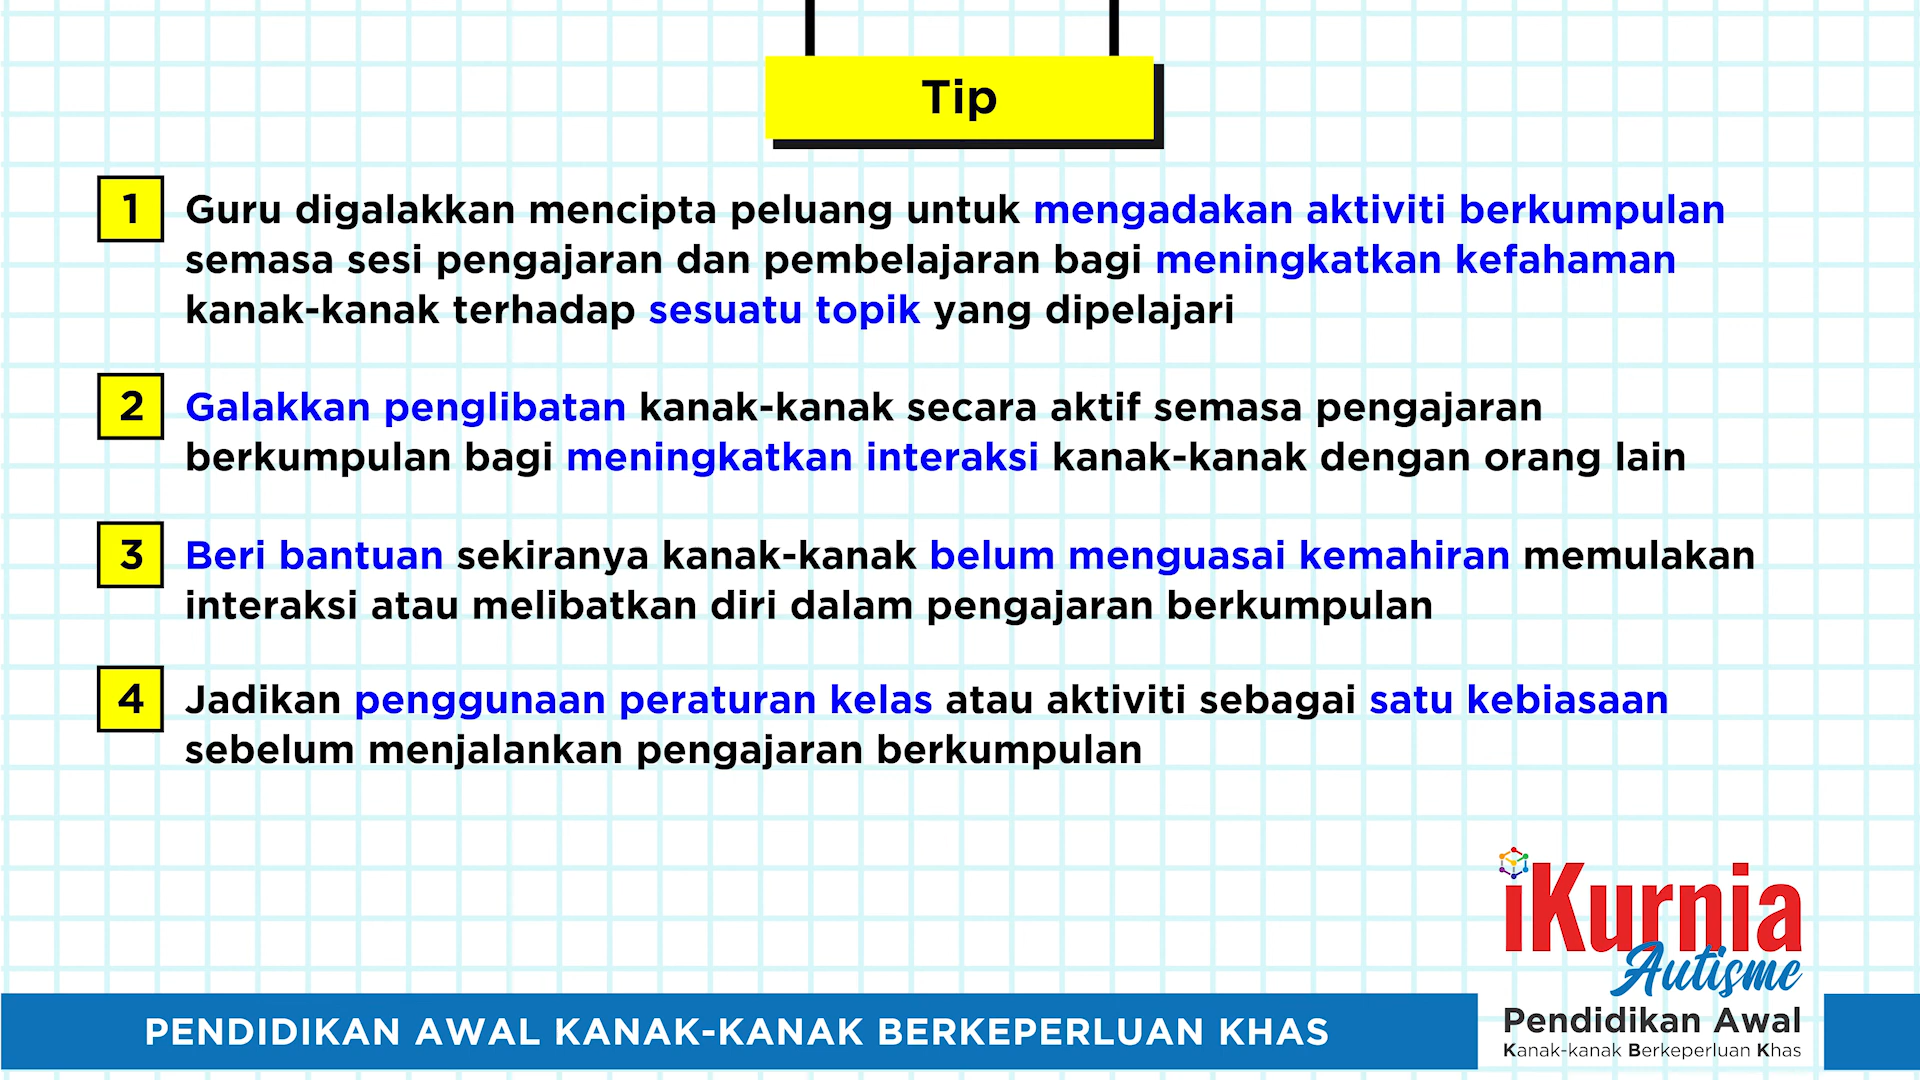 Tip
1 Guru digalakkan mencipta peluang untuk mengadakan aktiviti berkumpulan
semasa sesi pengajaran dan pembelajaran bagi meningkatkan kefahaman
kanak-kanak terhadap sesuatu topik yang dipelajari
2 Galakkan penglibatan kanak-kanak secara aktif semasa pengajaran
berkumpulan bagi meningkatkan interaksi kanak-kanak dengan orang lain
3 Beri bantuan sekiranya kanak-kanak belum menguasai kemahiran memulakan
interaksi atau melibatkan diri dalam pengajaran berkumpulan
4 Jadikan penggunaan peraturan kelas atau aktiviti sebagai satu kebiasaan
sebelum menjalankan pengajaran berkumpulan
iKurnia
Autisme
Pendidikan Awal
Kanak-kanak Berkeperluan Khas
PENDIDIKAN AWAL KANAK-KANAK BERKEPERLUAN KHAS